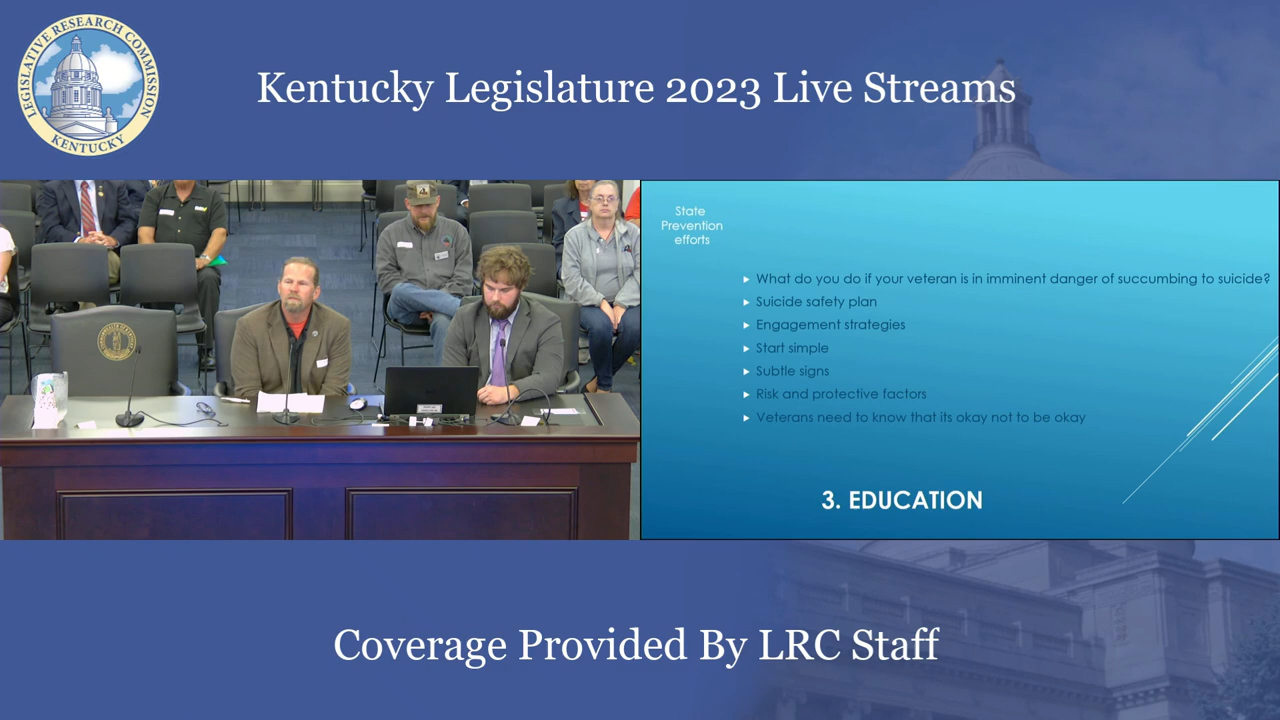 LEGISLATIVE RESEARCH COMMISSION
KENTUCKY
Kentucky Legislature 2023 Live Streams
State
Prevention
efforts
What do you do if your veteran is in imminent danger of succumbing to suicide?
Suicide safety plan
Engagement strategies
Start simple
Subtle signs
Risk and protective factors
Veterans need to know that its okay not to be okay
3. EDUCATION
Coverage Provided By LRC Staff